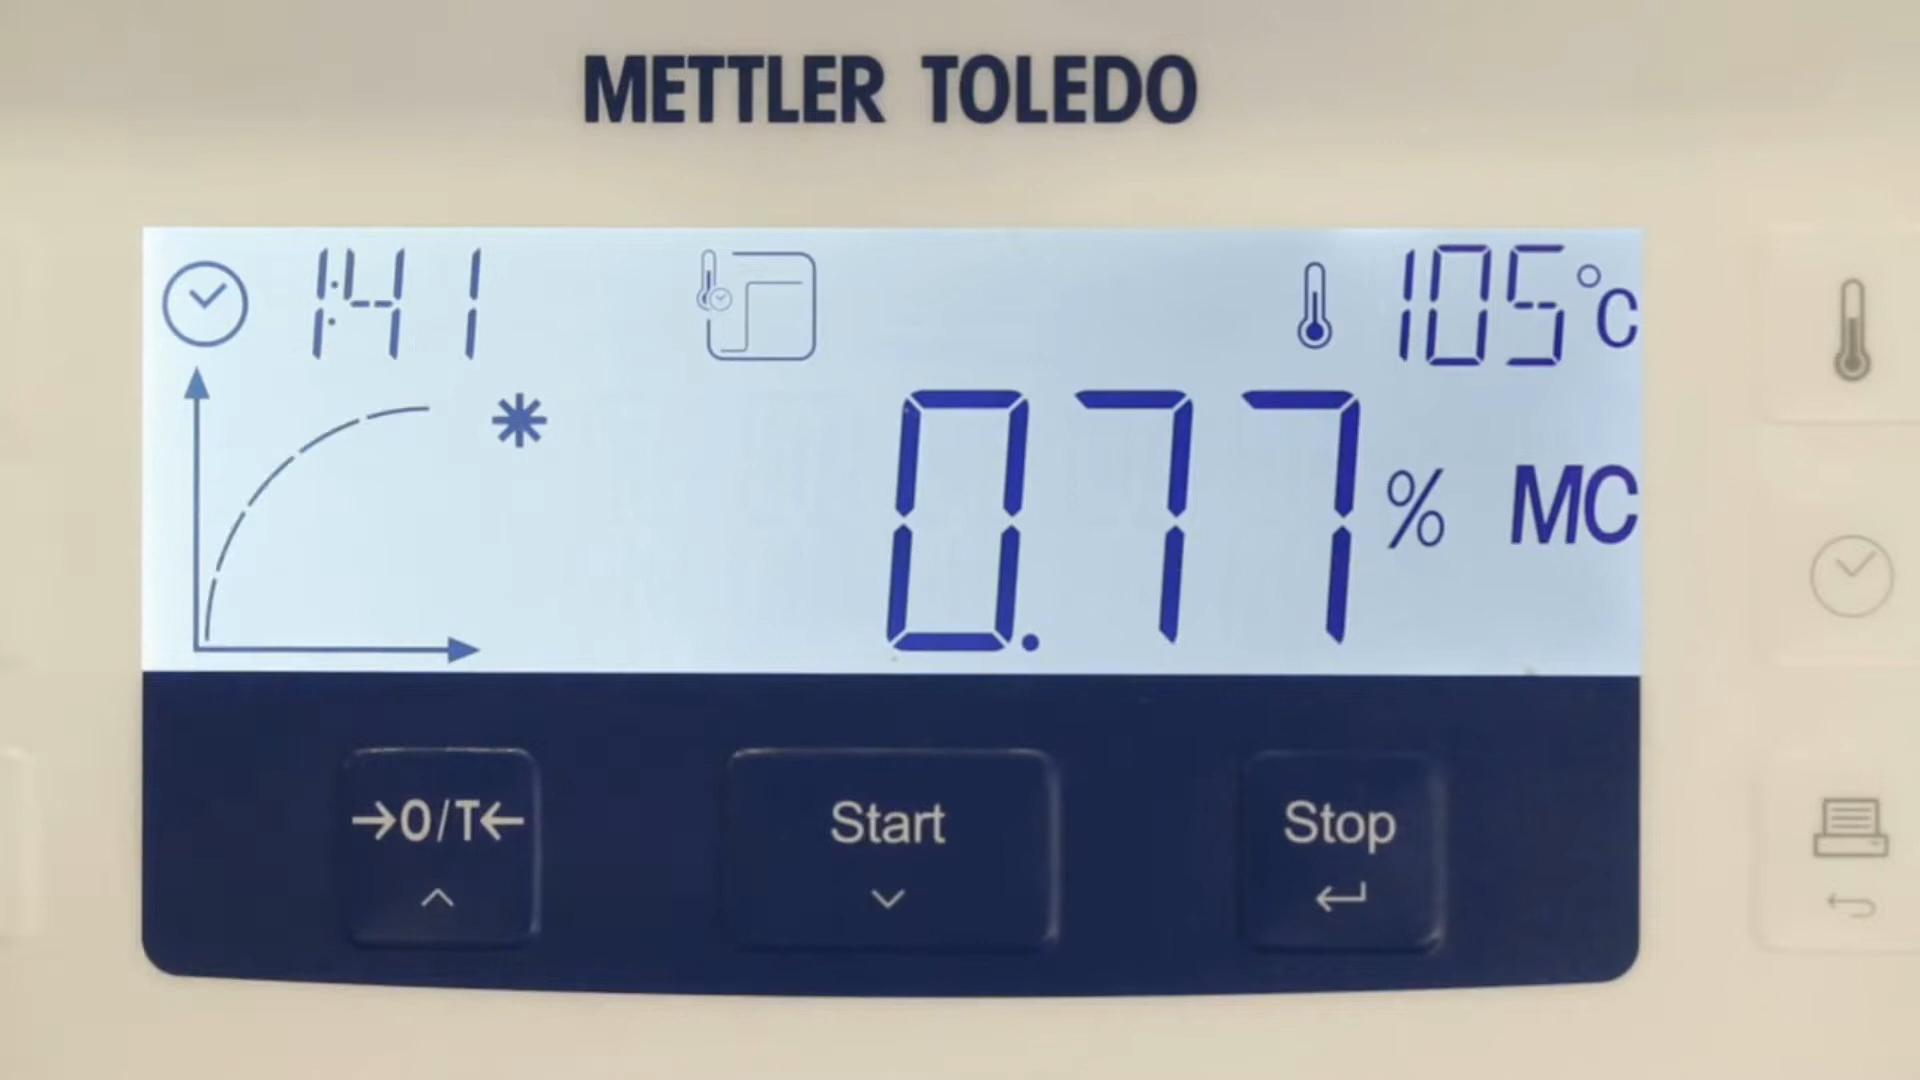 METTLER TOLEDO
1:41 105°C
0.77% MC
→0/T← Start Stop